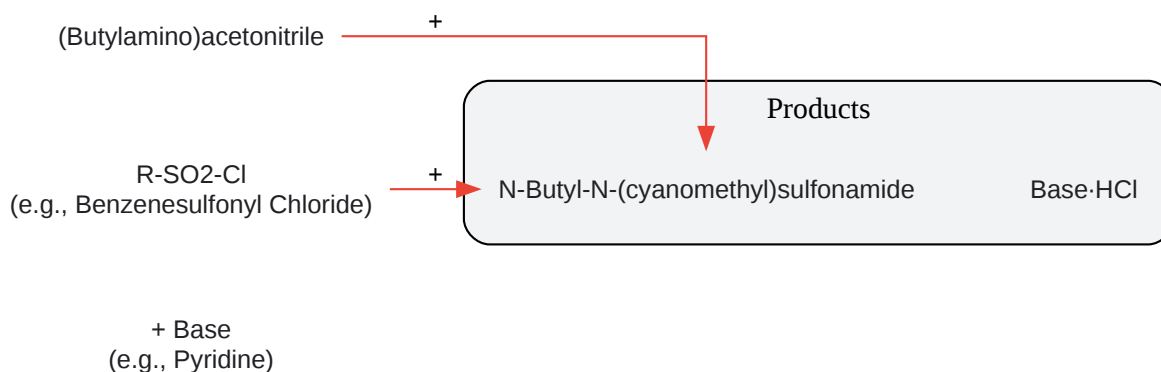 +
(Butylamino)acetonitrile
Products
R-SO2-Cl
(e.g., Benzenesulfonyl Chloride)
+
N-Butyl-N-(cyanomethyl)sulfonamide
Base·HCl
+ Base
(e.g., Pyridine)